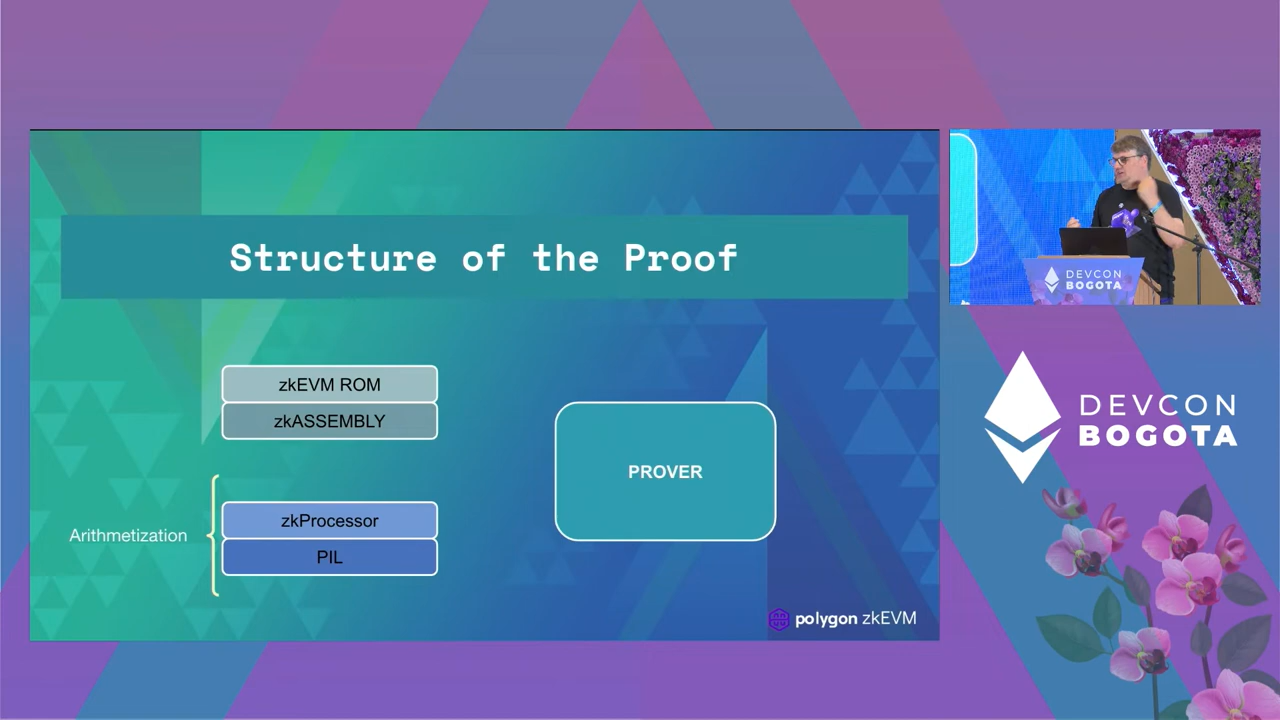 Structure of the Proof
zkEVM ROM
zkASSEMBLY
Arithmetization
zkProcessor
PIL
PROVER
polygon zkEVM
DEVCON
BOGOTA
DEVCON
BOGOTA